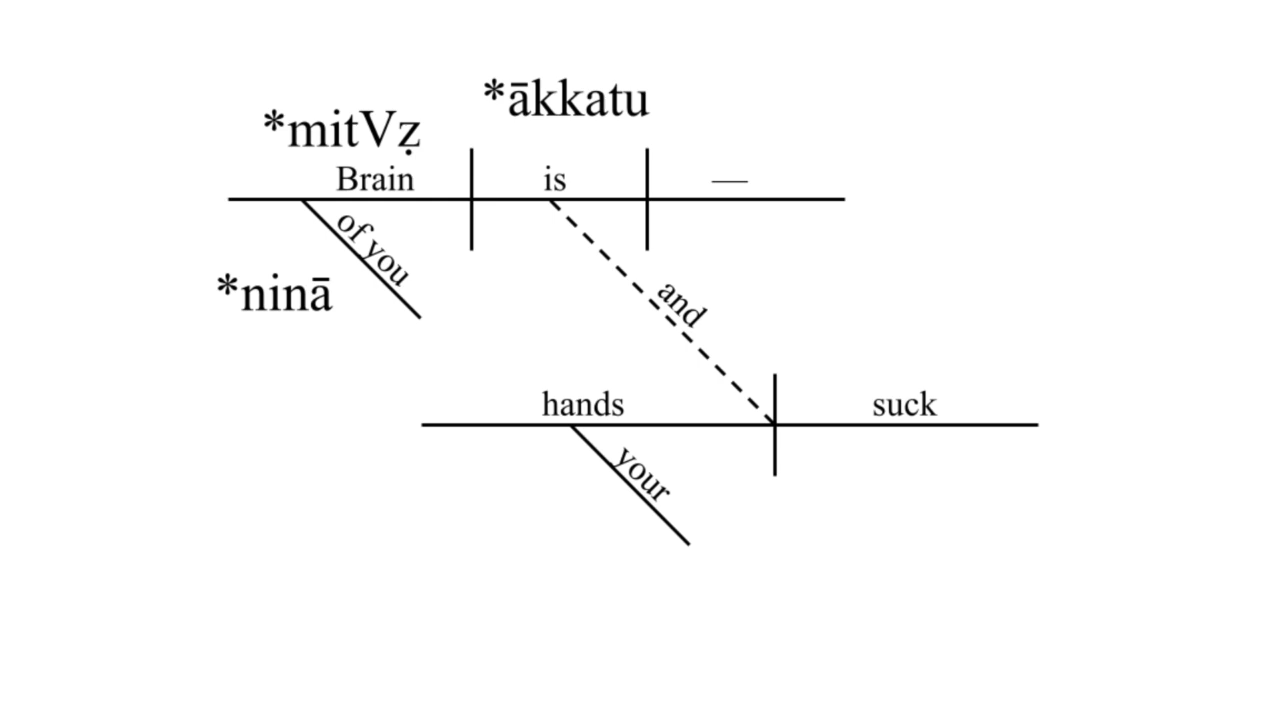 *ākkatu
*mitVẓ
Brain is —
of you
*ninā
and
hands suck
your